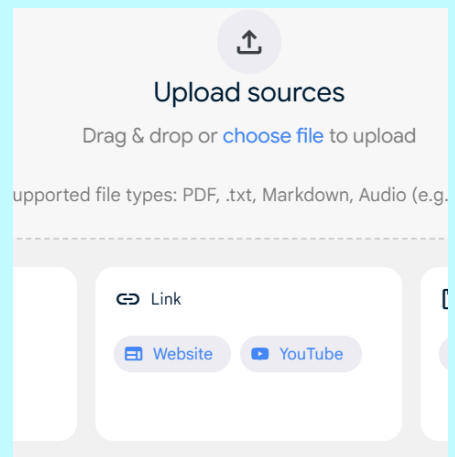 Upload sources
Drag & drop or choose file to upload
upported file types: PDF, .txt, Markdown, Audio (e.g.
Link
Website YouTube